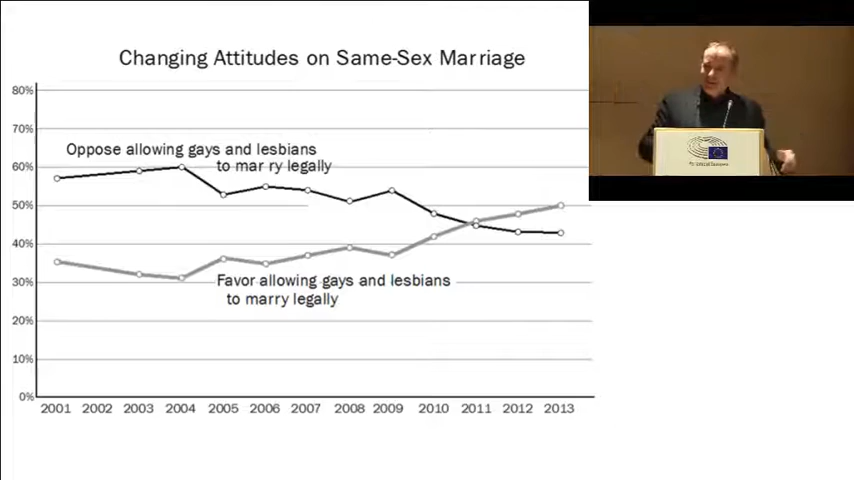 Changing Attitudes on Same-Sex Marriage
80%
70%
Oppose allowing gays and lesbians
to mar ry legally
60%
50%
40%
30%
Favor allowing gays and lesbians
to marry legally
20%
10%
0%
2001 2002 2003 2004 2005 2006 2007 2008 2009 2010 2011 2012 2013